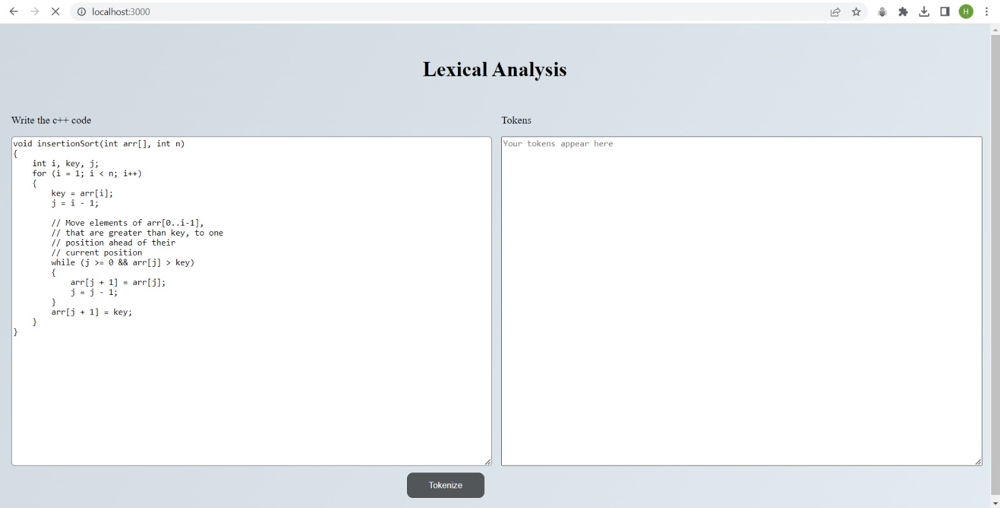 localhost:3000
H
Lexical Analysis
Write the c++ code
void insertionSort(int arr[], int n)
{
    int i, key, j;
    for (i = 1; i < n; i++)
    {
        key = arr[i];
        j = i - 1;

        // Move elements of arr[0..i-1],
        // that are greater than key, to one
        // position ahead of their
        // current position
        while (j >= 0 && arr[j] > key)
        {
            arr[j + 1] = arr[j];
            j = j - 1;
        }
        arr[j + 1] = key;
    }
}
Tokenize
Tokens
Your tokens appear here